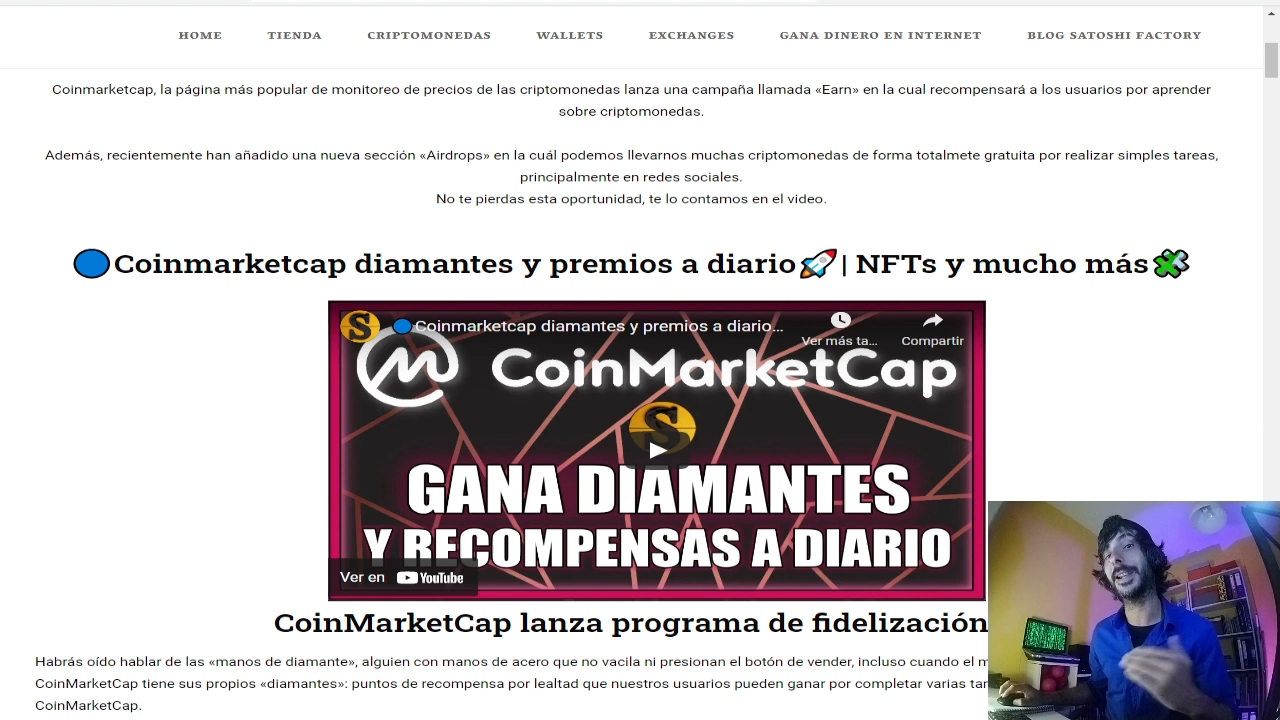 HOME TIENDA CRIPTOMONEDAS WALLETS EXCHANGES GANA DINERO EN INTERNET BLOG SATOSHI FACTORY
Coinmarketcap, la página más popular de monitoreo de precios de las criptomonedas lanza una campaña llamada «Earn» en la cual recompensará a los usuarios por aprender
sobre criptomonedas.
Además, recientemente han añadido una nueva sección «Airdrops» en la cuál podemos llevarnos muchas criptomonedas de forma totalmete gratuita por realizar simples tareas,
principalmente en redes sociales.
No te pierdas esta oportunidad, te lo contamos en el video.
🔵Coinmarketcap diamantes y premios a diario🚀| NFTs y mucho más🧩
🔵Coinmarketcap diamantes y premios a diario...
Ver más ta... Compartir
CoinMarketCap
GANA DIAMANTES
Y RECOMPENSAS A DIARIO
Ver en YouTube
CoinMarketCap lanza programa de fidelización
Habrás oído hablar de las «manos de diamante», alguien con manos de acero que no vacila ni presionan el botón de vender, incluso cuando el
CoinMarketCap tiene sus propios «diamantes»: puntos de recompensa por lealtad que nuestros usuarios pueden ganar por completar varias
CoinMarketCap.